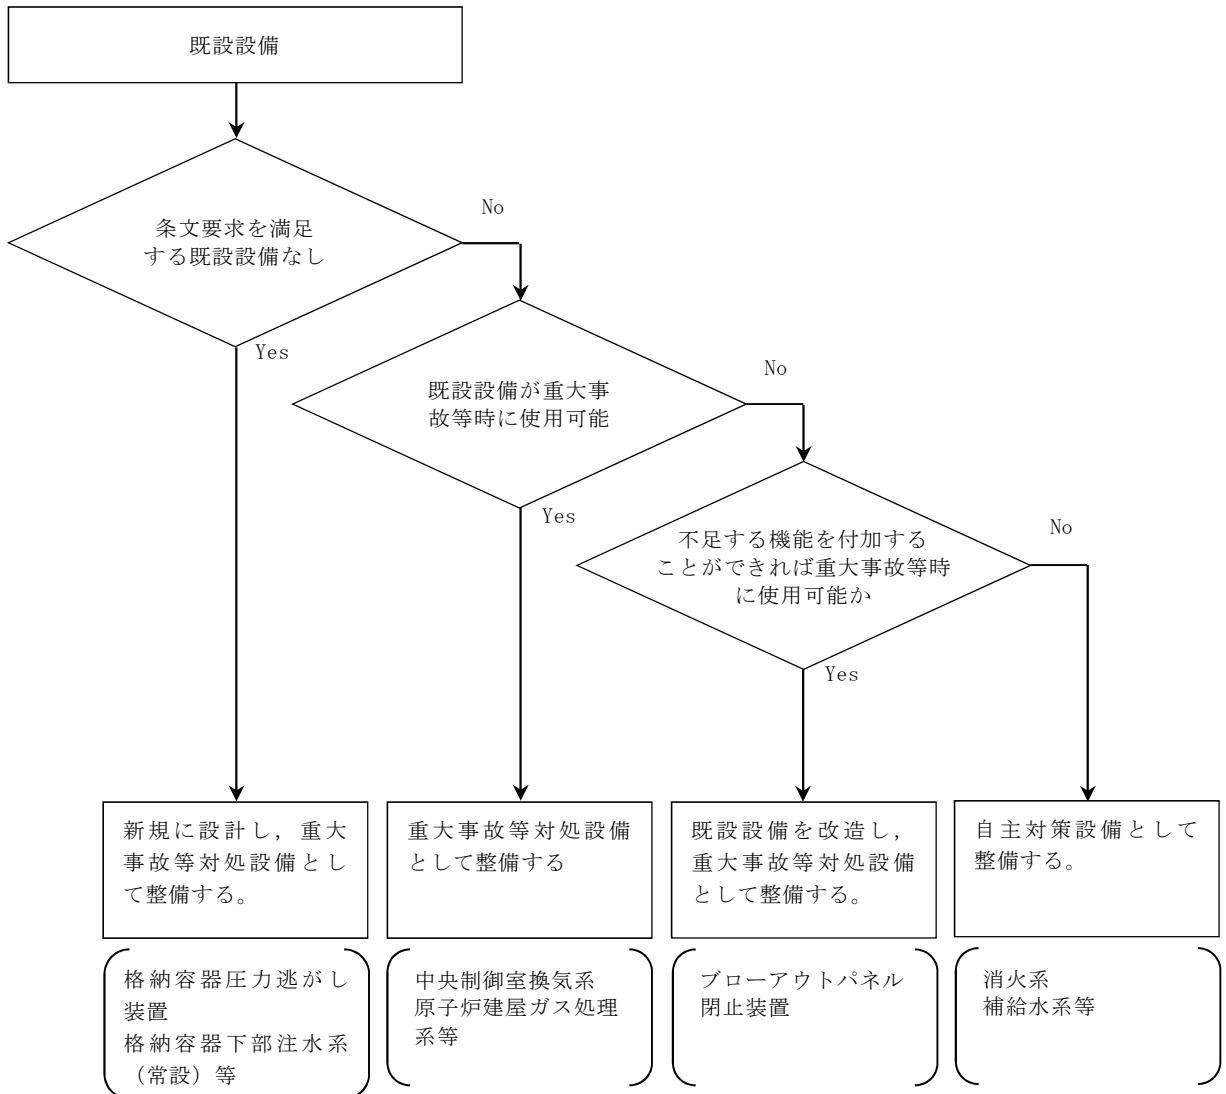 既設設備
条文要求を満足
する既設設備なし
No
Yes
既設設備が重大事
故等時に使用可能
No
Yes
不足する機能を付加する
ことができれば重大事故等時
に使用可能か
No
Yes
新規に設計し，重大
事故等対処設備とし
て整備する。
重大事故等対処設備
として整備する
既設設備を改造し，
重大事故等対処設備
として整備する。
自主対策設備として
整備する。
格納容器圧力逃がし
装置
格納容器下部注水系
（常設）等
中央制御室換気系
原子炉建屋ガス処理
系等
ブローアウトパネル
閉止装置
消火系
補給水系等